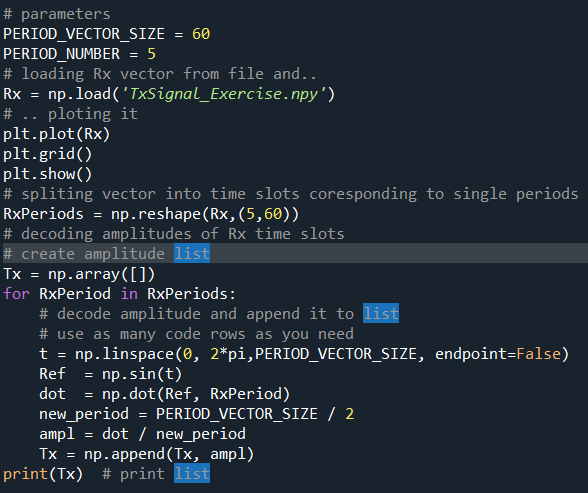 # parameters
PERIOD_VECTOR_SIZE = 60
PERIOD_NUMBER = 5
# loading Rx vector from file and..
Rx = np.load('TxSignal_Exercise.npy')
# .. ploting it
plt.plot(Rx)
plt.grid()
plt.show()
# spliting vector into time slots coresponding to single periods
RxPeriods = np.reshape(Rx,(5,60))
# decoding amplitudes of Rx time slots
# create amplitude list
Tx = np.array([])
for RxPeriod in RxPeriods:
    # decode amplitude and append it to list
    # use as many code rows as you need
    t = np.linspace(0, 2*pi,PERIOD_VECTOR_SIZE, endpoint=False)
    Ref  = np.sin(t)
    dot  = np.dot(Ref, RxPeriod)
    new_period = PERIOD_VECTOR_SIZE / 2
    ampl = dot / new_period
    Tx = np.append(Tx, ampl)
print(Tx)  # print list